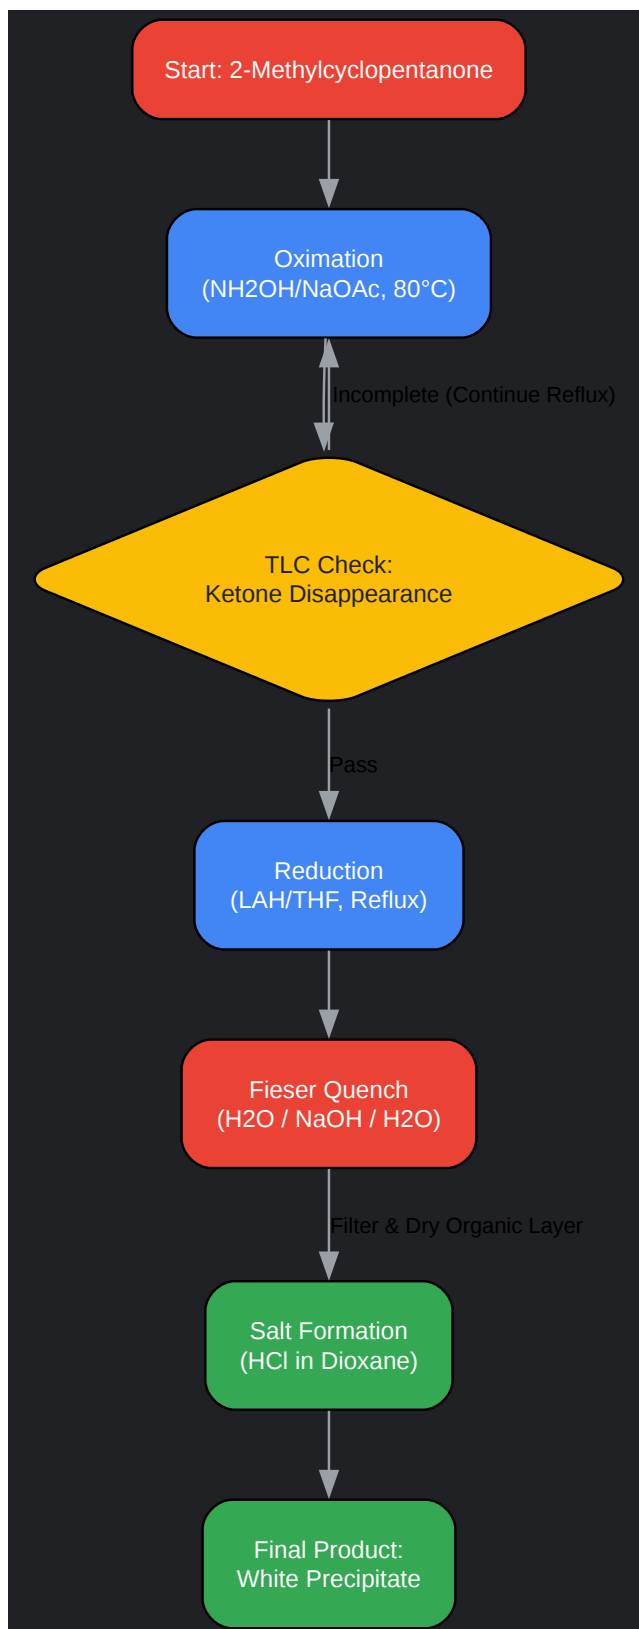 Start: 2-Methylcyclopentanone
Oximation
(NH2OH/NaOAc, 80°C)
Incomplete (Continue Reflux)
TLC Check:
Ketone Disappearance
Pass
Reduction
(LAH/THF, Reflux)
Fieser Quench
(H2O / NaOH / H2O)
Filter & Dry Organic Layer
Salt Formation
(HCl in Dioxane)
Final Product:
White Precipitate